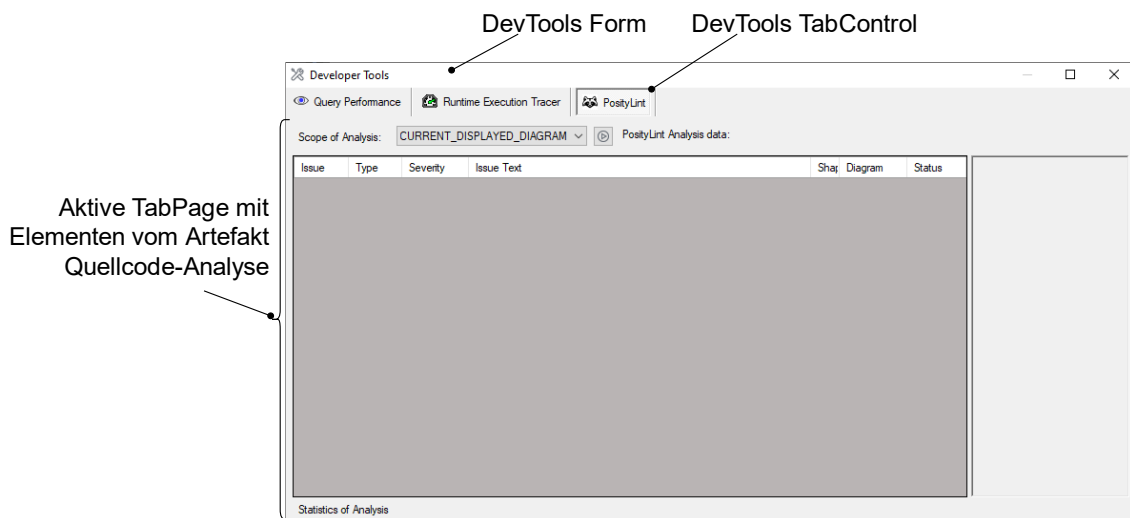 DevTools Form
DevTools TabControl
Developer Tools
Query Performance
Runtime Execution Tracer
PosityLint
Scope of Analysis:
CURRENT_DISPLAYED_DIAGRAM
PosityLint Analysis data:
Issue
Type
Severity
Issue Text
Shap
Diagram
Status
Aktive TabPage mit
Elementen vom Artefakt
Quellcode-Analyse
Statistics of Analysis